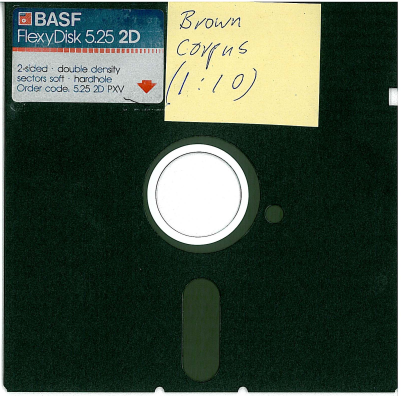 BASF
FlexyDisk 5.25 2D
2-sided · double density
sectors soft · hardhole
Order code. 5.25 2D PXV
Brown
Corpus
(1:10)